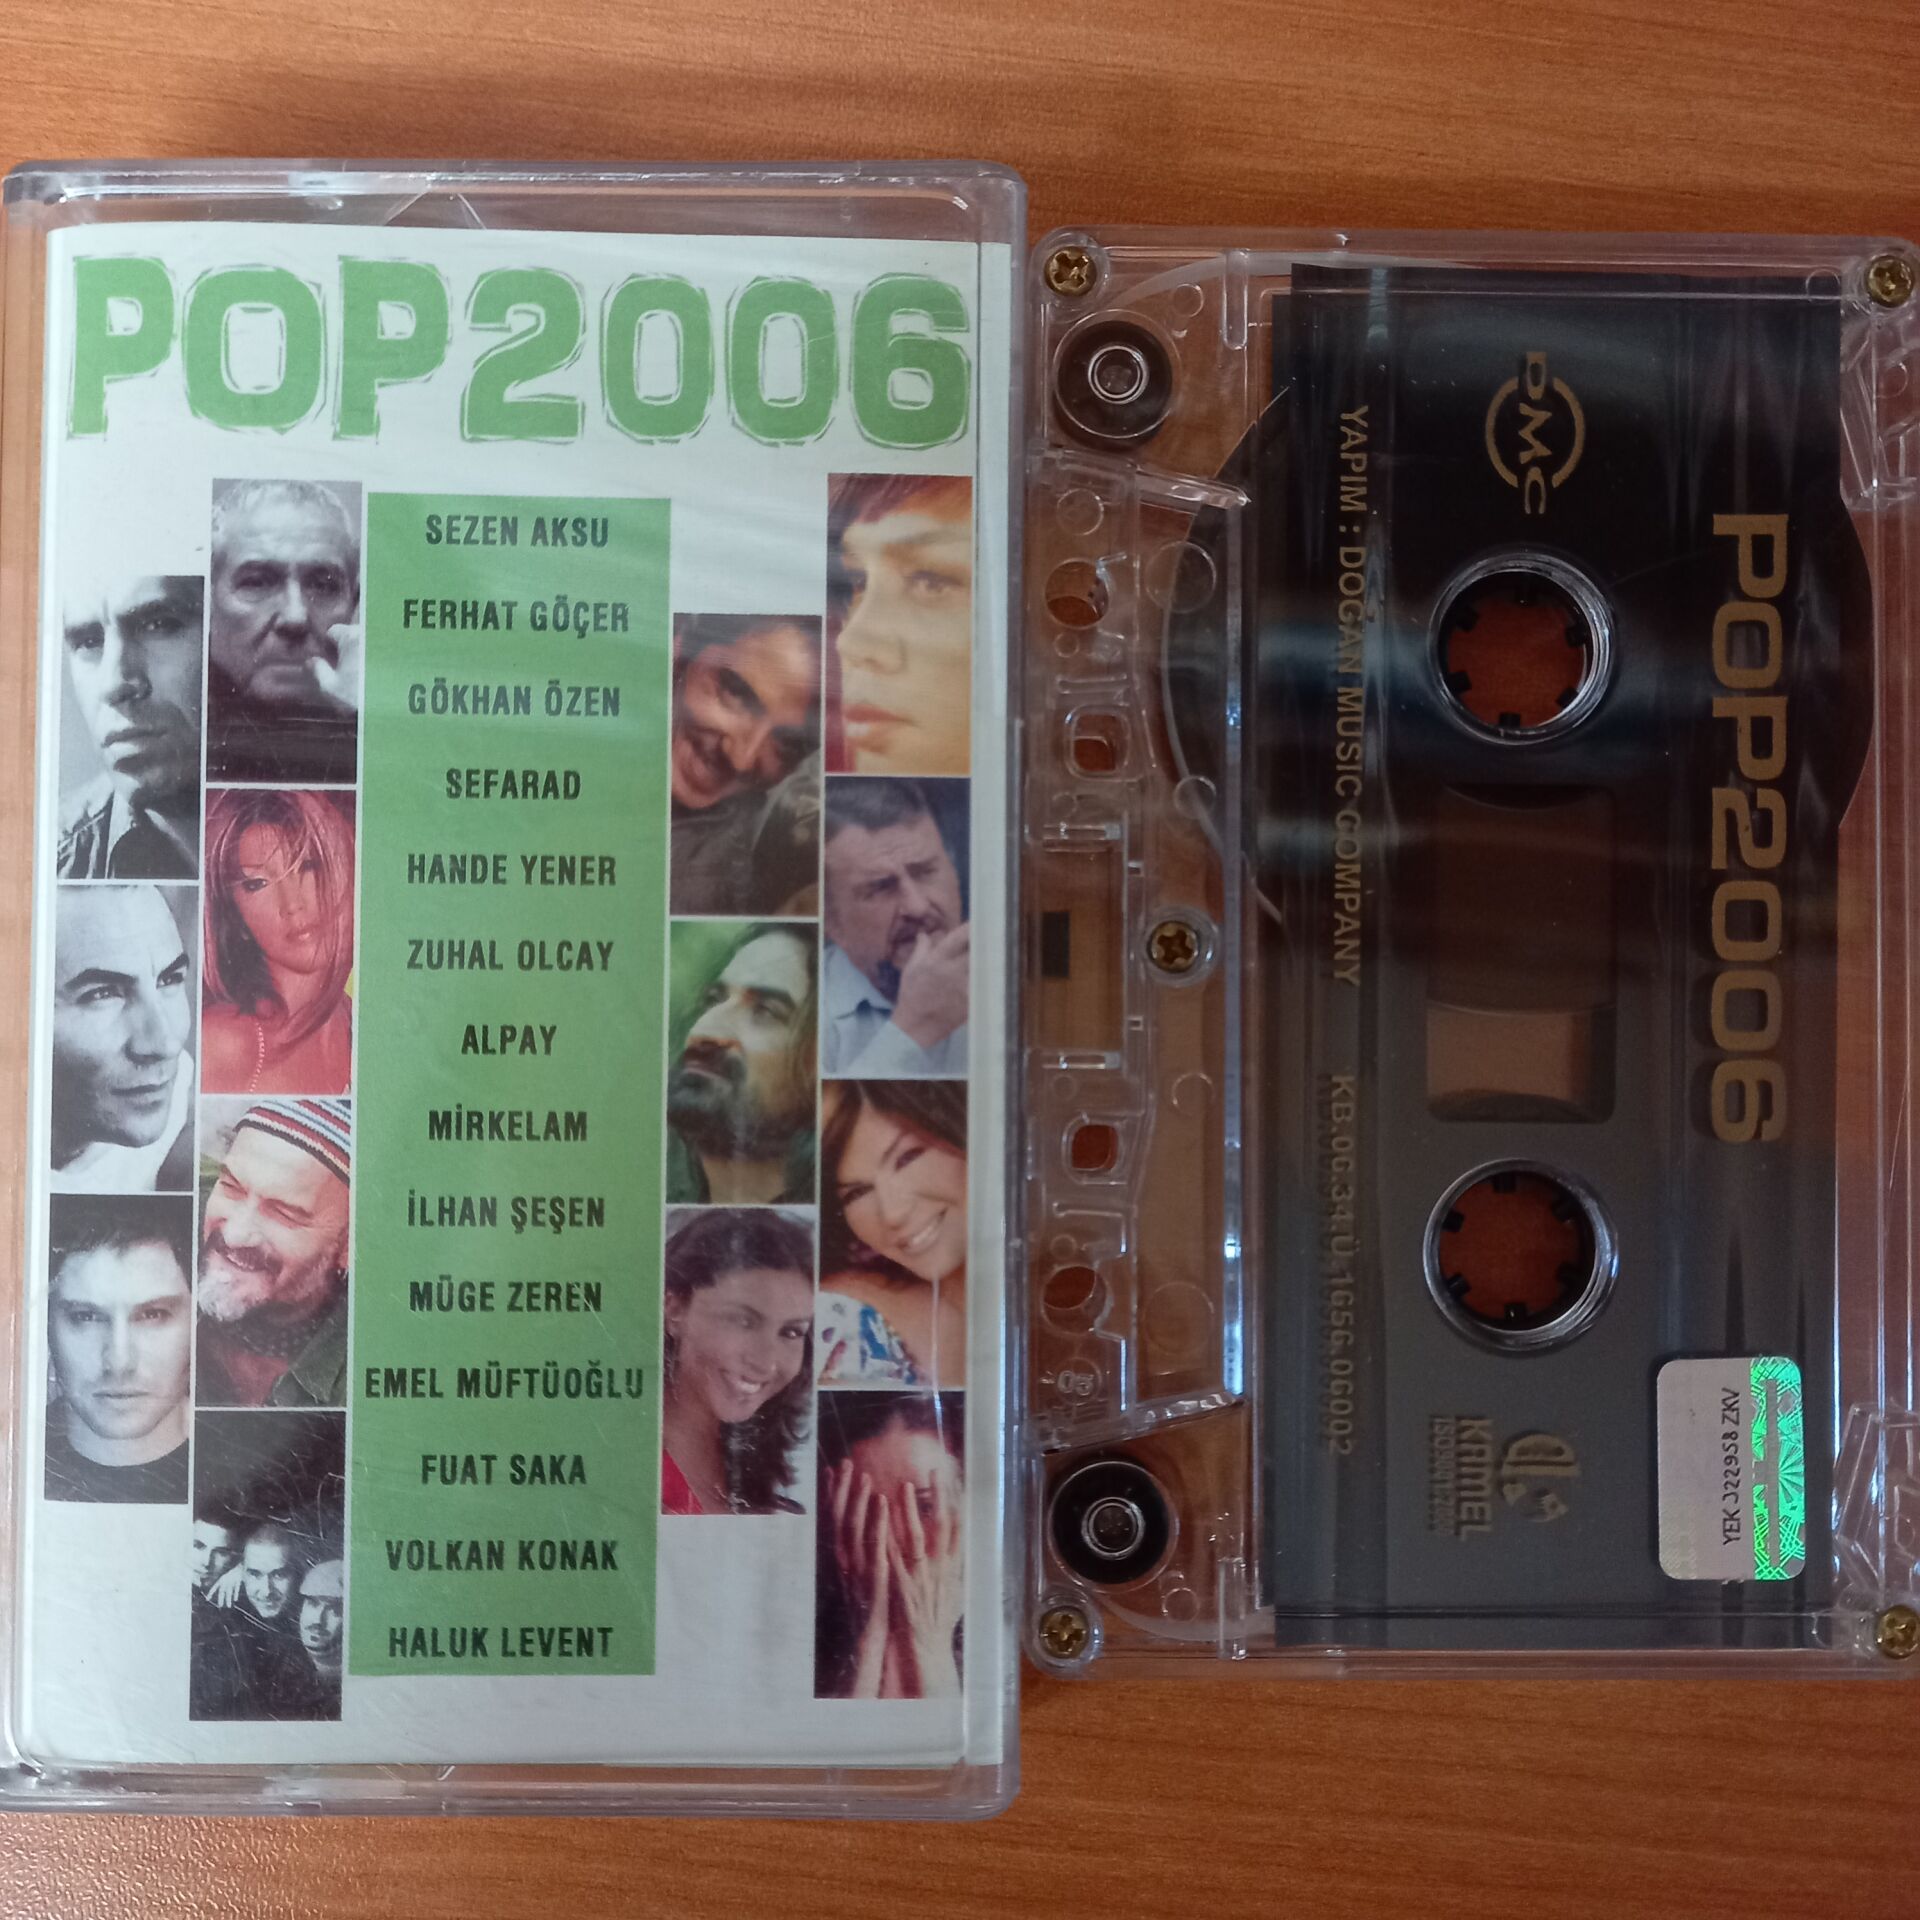 POP2006
SEZEN AKSU
FERHAT GÖÇER
GÖKHAN ÖZEN
SEFARAD
HANDE YENER
ZUHAL OLCAY
ALPAY
MİRKELAM
İLHAN ŞEŞEN
MÜGE ZEREN
EMEL MÜFTÜOĞLU
FUAT SAKA
VOLKAN KONAK
HALUK LEVENT
POP2006
DMC
YAPIM : DOĞAN MUSIC COMPANY KB.06.34.Ü.1656.06002
KAMEL
YEK J22958 ZKV
05